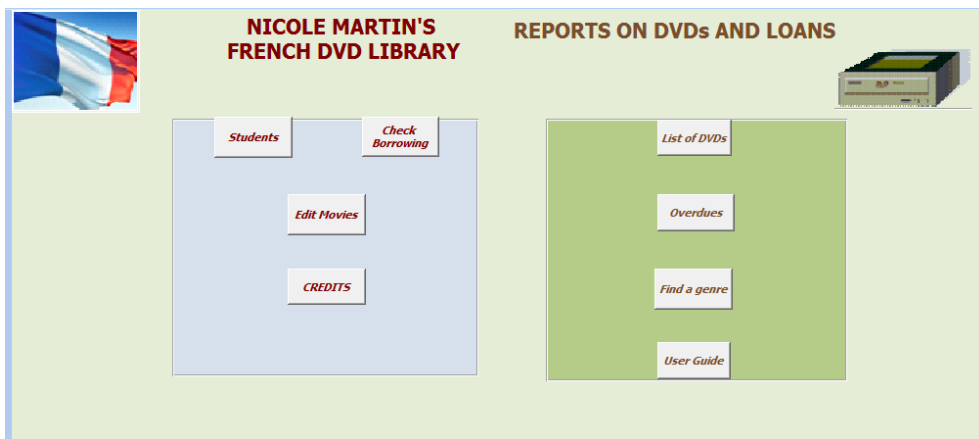 NICOLE MARTIN'S
FRENCH DVD LIBRARY
REPORTS ON DVDs AND LOANS
Students
Check
Borrowing
Edit Movies
CREDITS
List of DVDs
Overdues
Find a genre
User Guide